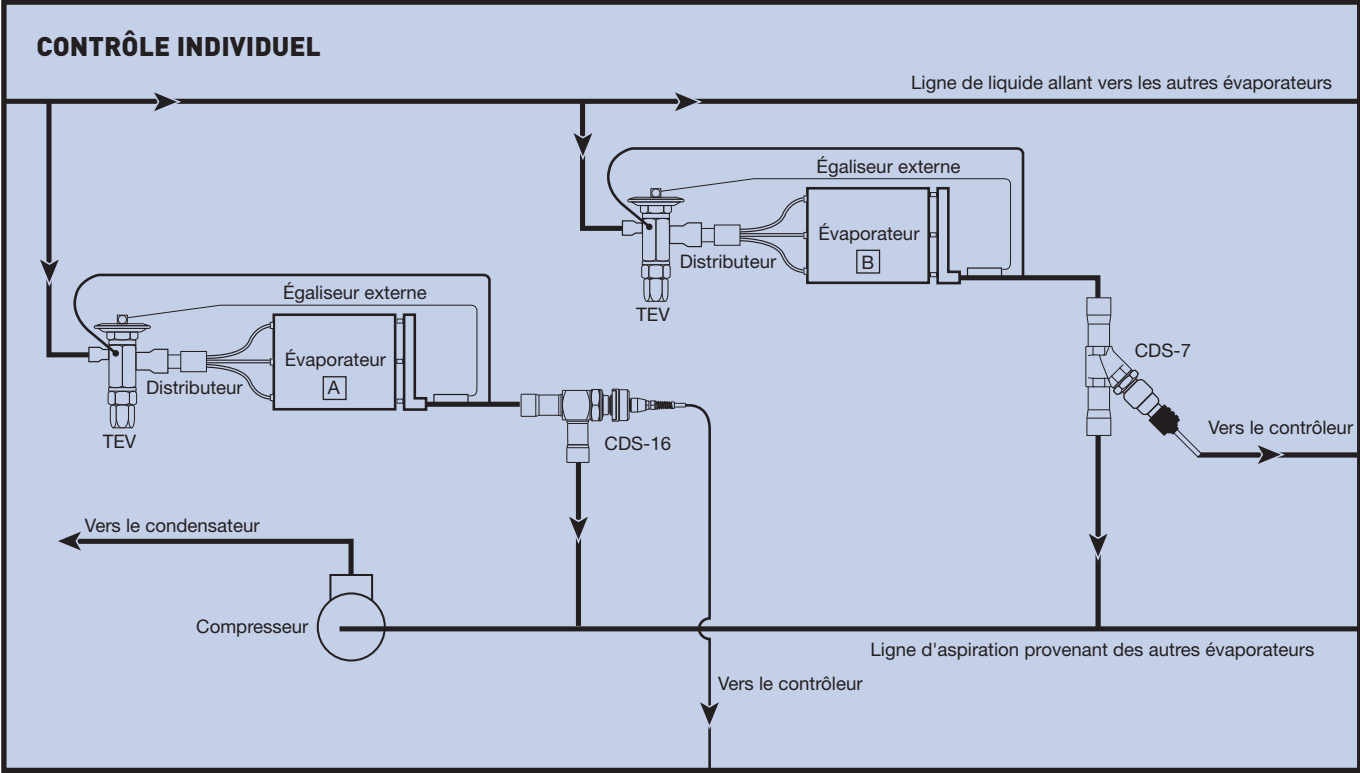 CONTRÔLE INDIVIDUEL
Ligne de liquide allant vers les autres évaporateurs
Égaliseur externe
Évaporateur
B
Distributeur
TEV
CDS-7
Vers le contrôleur
Égaliseur externe
Évaporateur
A
Distributeur
TEV
CDS-16
Vers le condensateur
Compresseur
Ligne d'aspiration provenant des autres évaporateurs
Vers le contrôleur